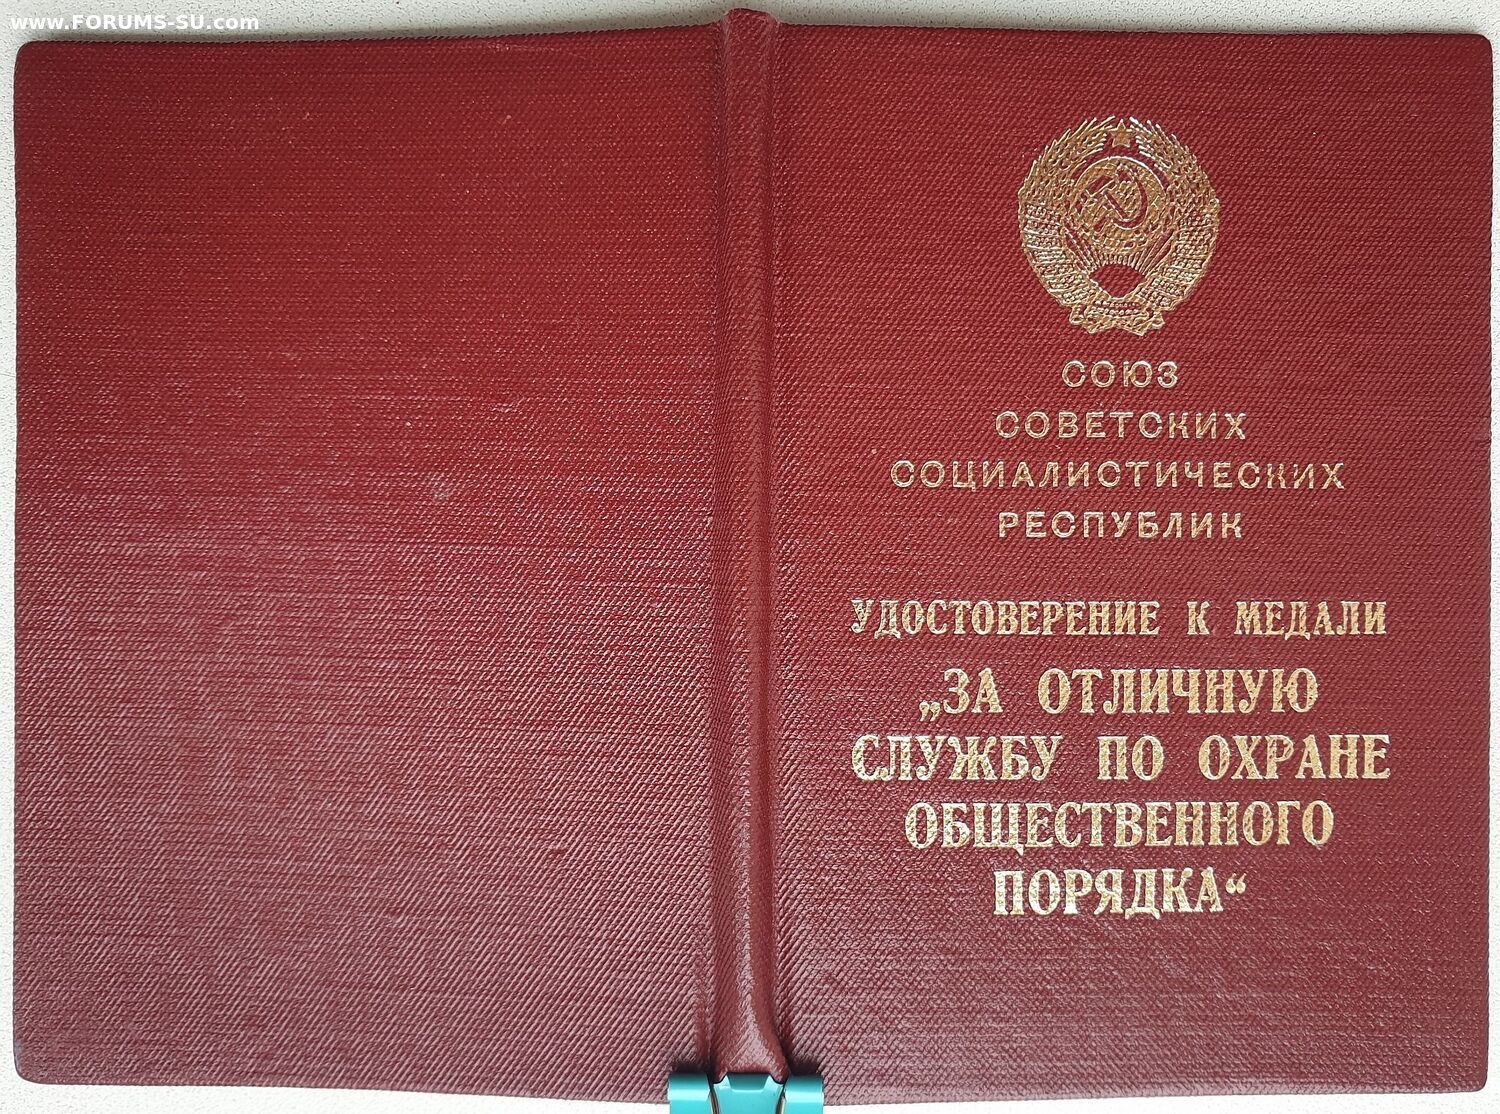 www.FORUMS-SU.com
СОЮЗ
СОВЕТСКИХ
СОЦИАЛИСТИЧЕСКИХ
РЕСПУБЛИК
УДОСТОВЕРЕНИЕ К МЕДАЛИ
„ЗА ОТЛИЧНУЮ
СЛУЖБУ ПО ОХРАНЕ
ОБЩЕСТВЕННОГО
ПОРЯДКА“